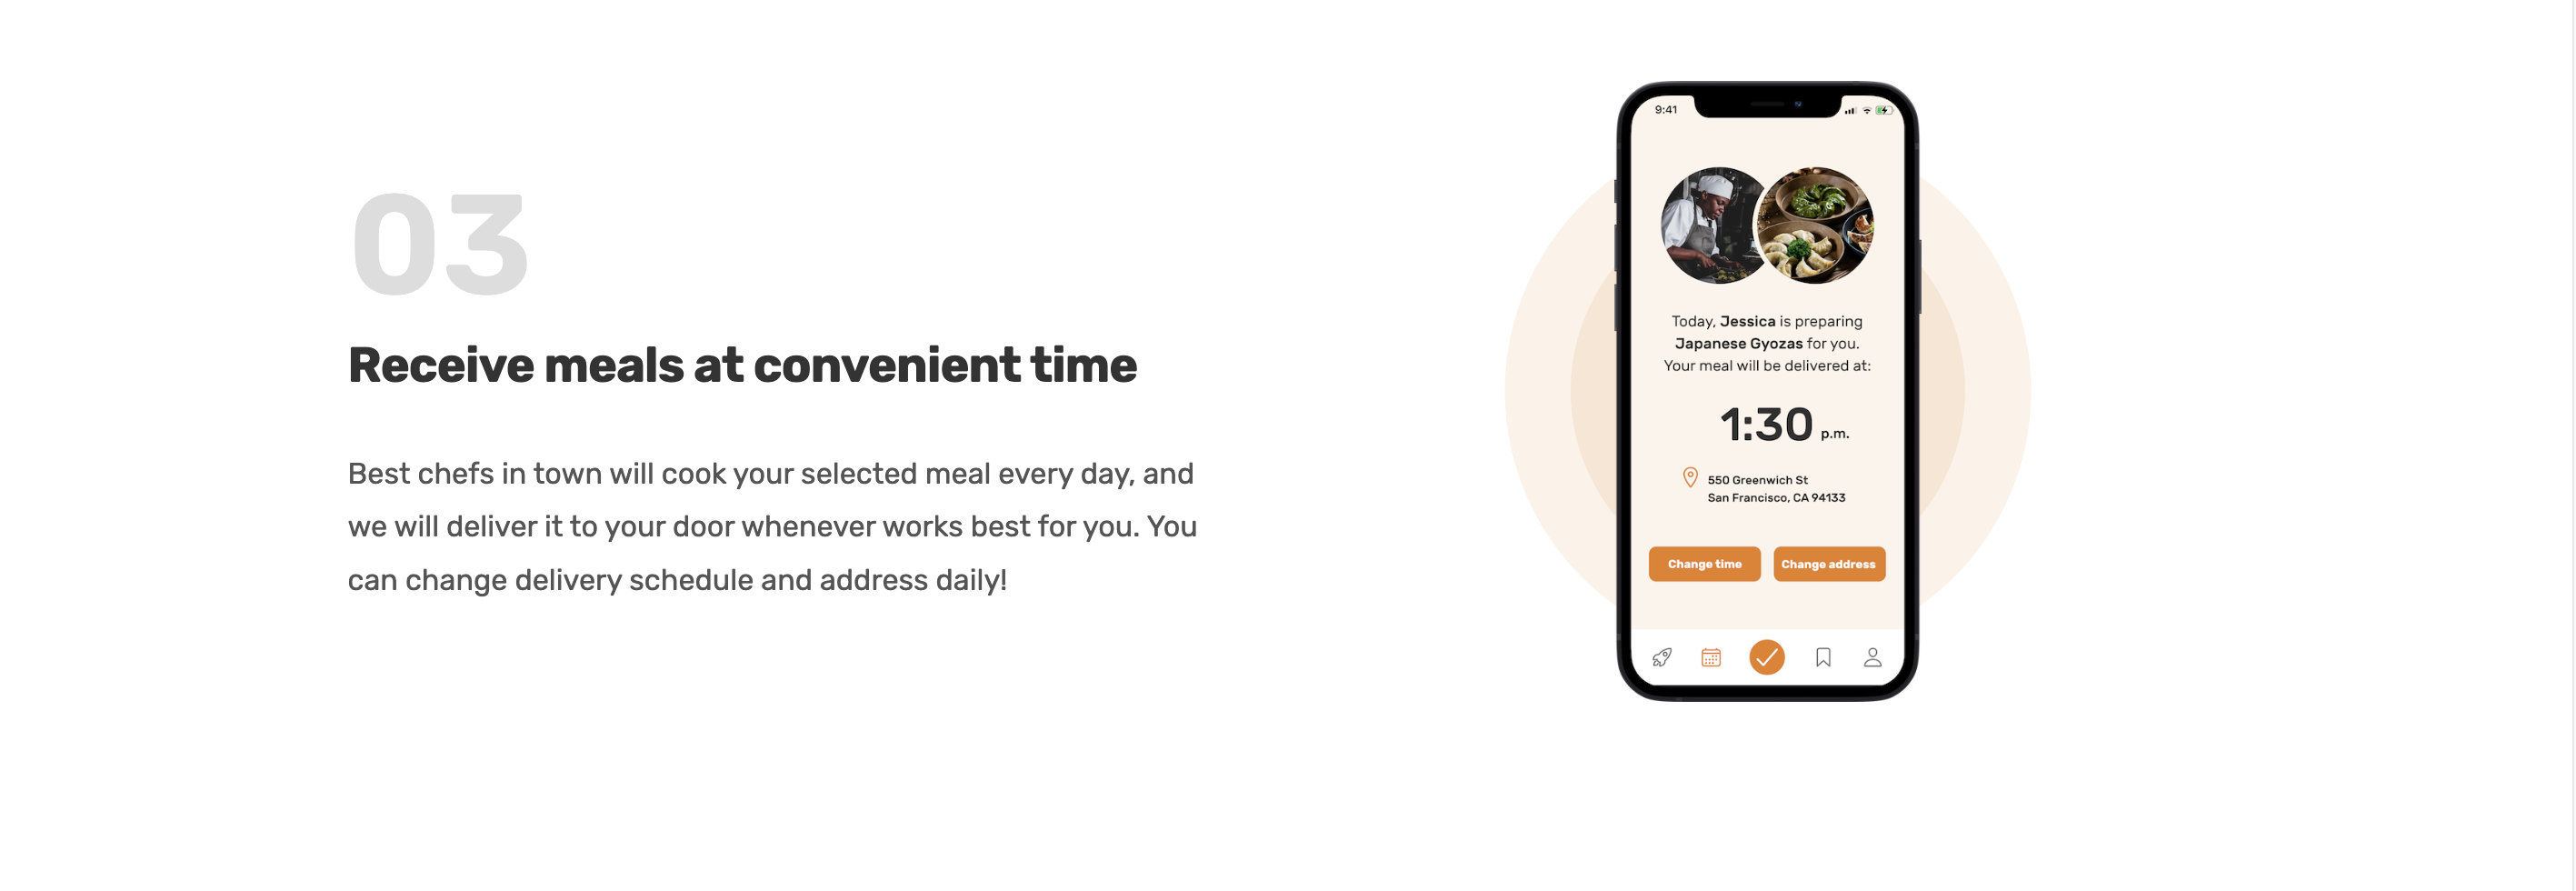 03
Receive meals at convenient time
Best chefs in town will cook your selected meal every day, and
we will deliver it to your door whenever works best for you. You
can change delivery schedule and address daily!
9:41
Today, Jessica is preparing
Japanese Gyozas for you.
Your meal will be delivered at:
1:30 p.m.
550 Greenwich St
San Francisco, CA 94133
Change time
Change address